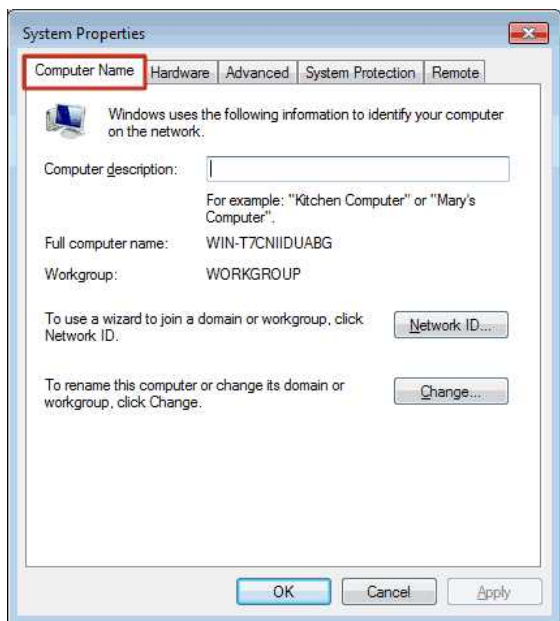 System Properties
Computer Name Hardware Advanced System Protection Remote
Windows uses the following information to identify your computer
on the network.
Computer description:
For example: "Kitchen Computer" or "Mary's
Computer".
Full computer name: WIN-T7CNIIDUABG
Workgroup: WORKGROUP
To use a wizard to join a domain or workgroup, click
Network ID.
Network ID...
To rename this computer or change its domain or
workgroup, click Change.
Change...
OK Cancel Apply